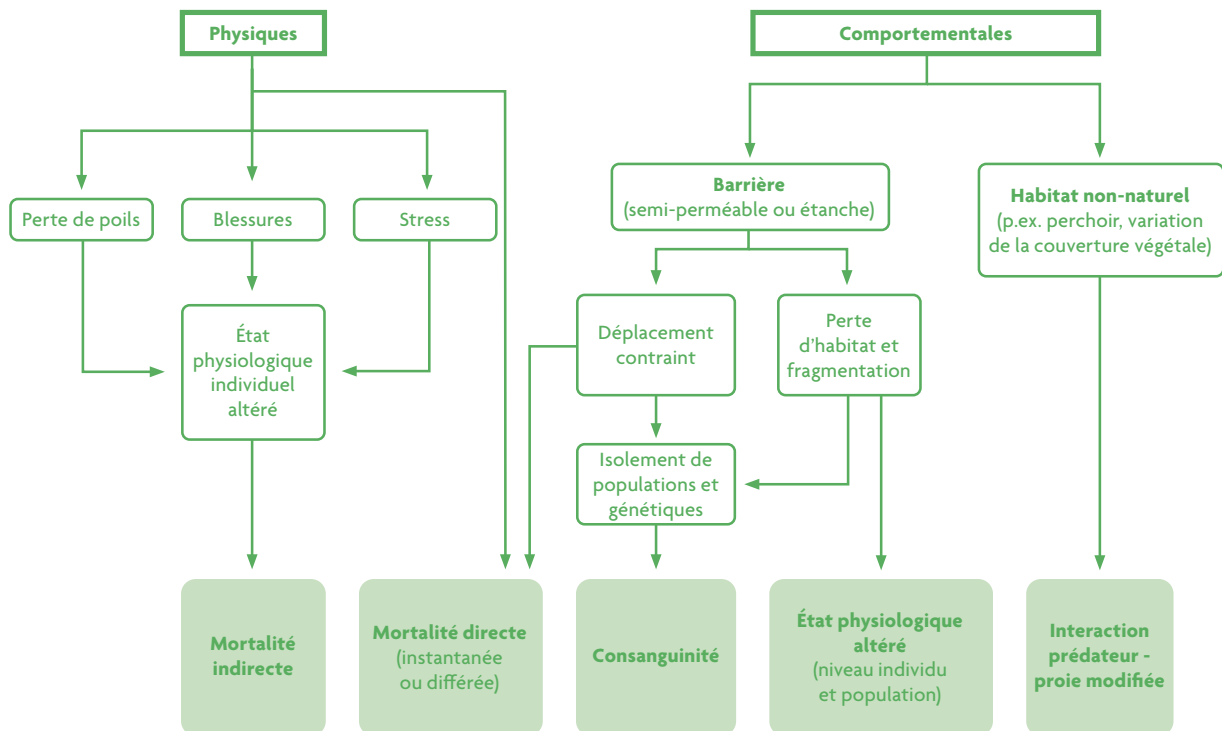 Physiques
Comportementales
Perte de poils
Blessures
Stress
Barrière
(semi-perméable ou étanche)
Habitat non-naturel
(p.ex. perchoir, variation
de la couverture végétale)
État
physiologique
individuel
altéré
Déplacement
contraint
Perte
d'habitat et
fragmentation
Isolement de
populations et
génétiques
Mortalité
indirecte
Mortalité directe
(instantanée
ou différée)
Consanguinité
État physiologique
altéré
(niveau individu
et population)
Interaction
prédateur -
proie modifiée